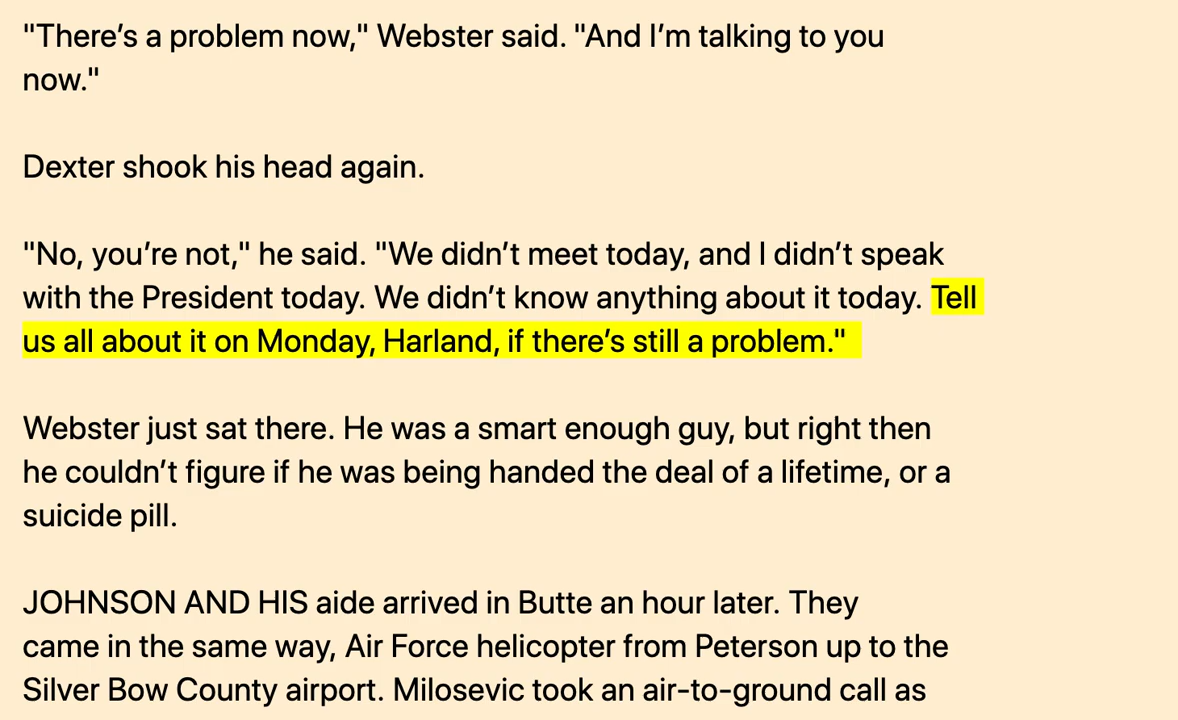 "There’s a problem now," Webster said. "And I’m talking to you
now."
Dexter shook his head again.
"No, you’re not," he said. "We didn’t meet today, and I didn’t speak
with the President today. We didn’t know anything about it today. Tell
us all about it on Monday, Harland, if there’s still a problem."
Webster just sat there. He was a smart enough guy, but right then
he couldn’t figure if he was being handed the deal of a lifetime, or a
suicide pill.
JOHNSON AND HIS aide arrived in Butte an hour later. They
came in the same way, Air Force helicopter from Peterson up to the
Silver Bow County airport. Milosevic took an air-to-ground call as